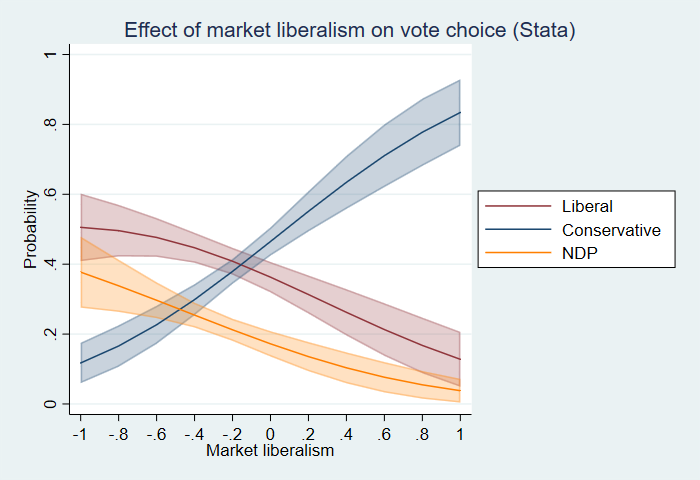 Effect of market liberalism on vote choice (Stata)
Probability
1
.8
.6
.4
.2
0
-1 -.8 -.6 -.4 -.2 0 .2 .4 .6 .8 1
Market liberalism
Liberal
Conservative
NDP